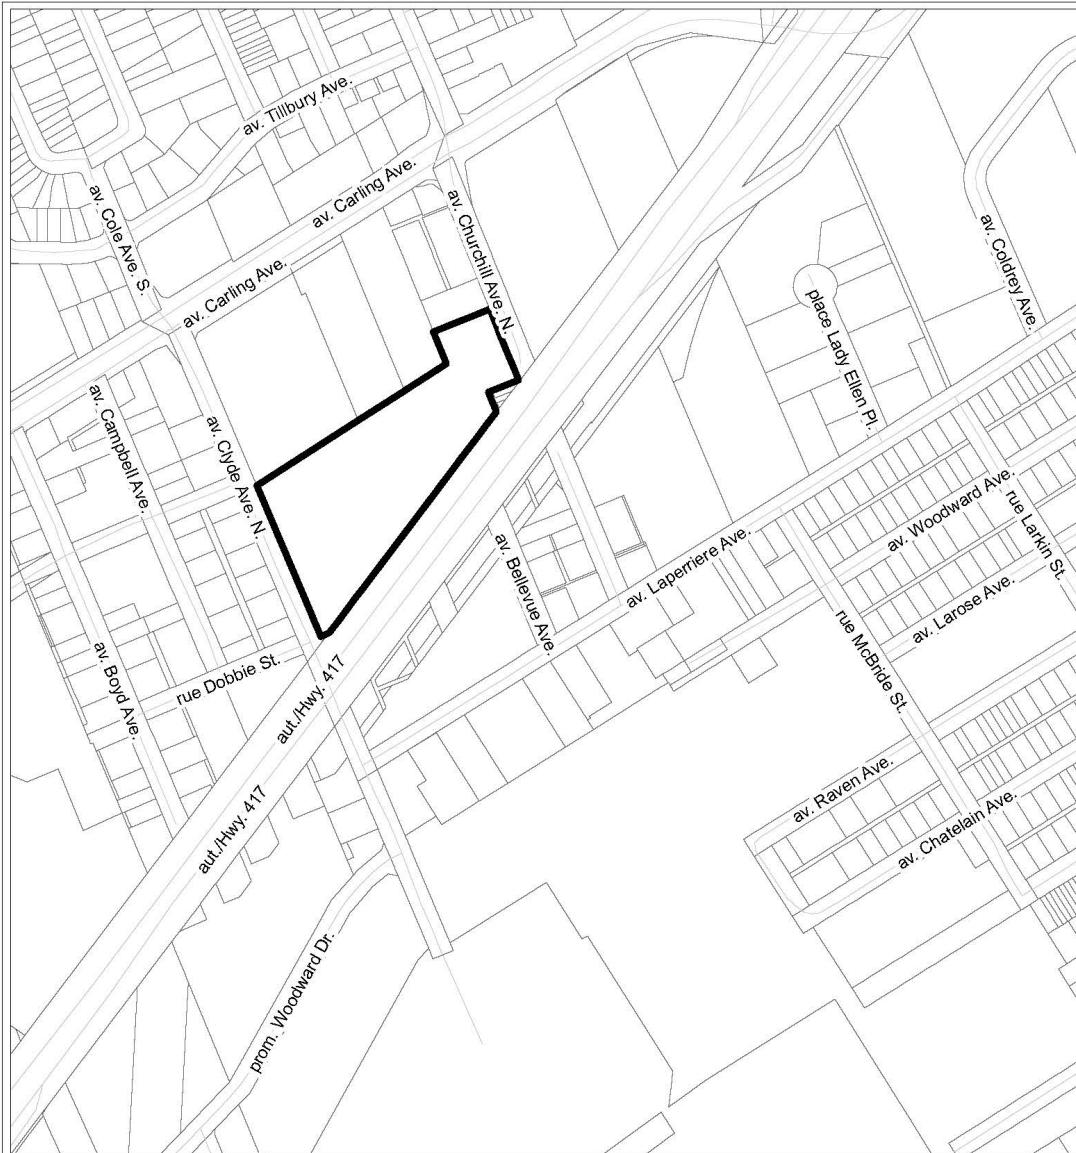 av. Tillbury Ave.
av. Carling Ave.
av. Cole Ave. S.
av. Churchill Ave. N.
av. Coldrey Ave.
av. Carling Ave.
place Lady Ellen Pl.
av. Campbell Ave.
av. Clyde Ave. N.
av. Woodward Ave.
rue Larkin St.
av. Laperriere Ave.
av. Bellevue Ave.
av. Larose Ave.
rue McBride St.
av. Boyd Ave.
rue Dobbie St.
aut./Hwy. 417
av. Raven Ave.
aut./Hwy. 417
av. Chatelain Ave.
prom. Woodward Dr.